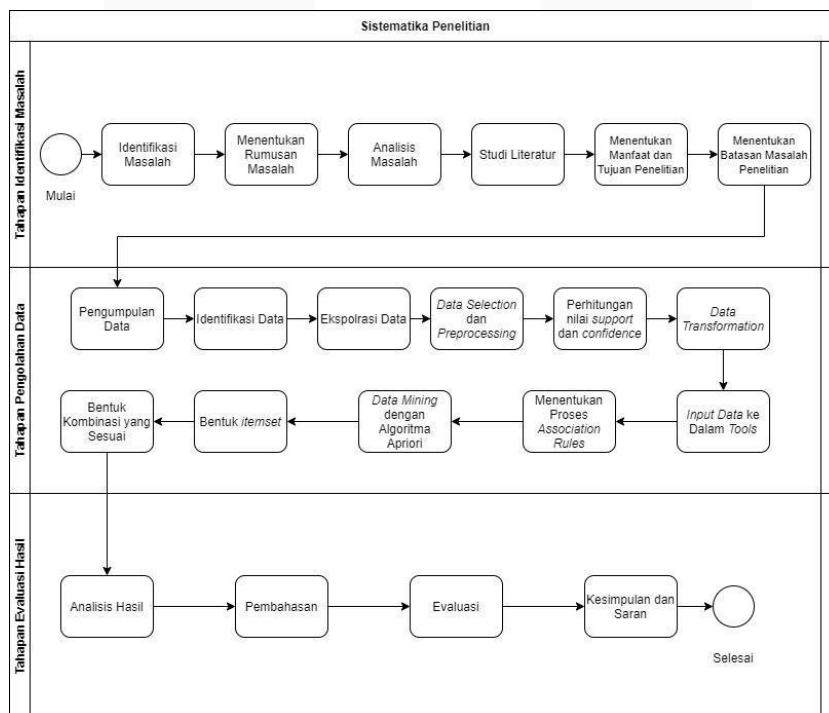 Sistematika Penelitian
Tahapan Identifikasi Masalah
Mulai
Identifikasi
Masalah
Menentukan
Rumusan
Masalah
Analisis
Masalah
Studi Literatur
Menentukan
Manfaat dan
Tujuan Penelitian
Menentukan
Batasan Masalah
Penelitian
Tahapan Pengolahan Data
Pengumpulan
Data
Identifikasi Data
Ekspolrasi Data
Data Selection
dan
Preprocessing
Perhitungan
nilai support
dan confidence
Data
Transformation
Input Data ke
Dalam Tools
Menentukan
Proses
Association
Rules
Data Mining
dengan
Algoritma
Apriori
Bentuk itemset
Bentuk
Kombinasi yang
Sesuai
Tahapan Evaluasi Hasil
Analisis Hasil
Pembahasan
Evaluasi
Kesimpulan dan
Saran
Selesai